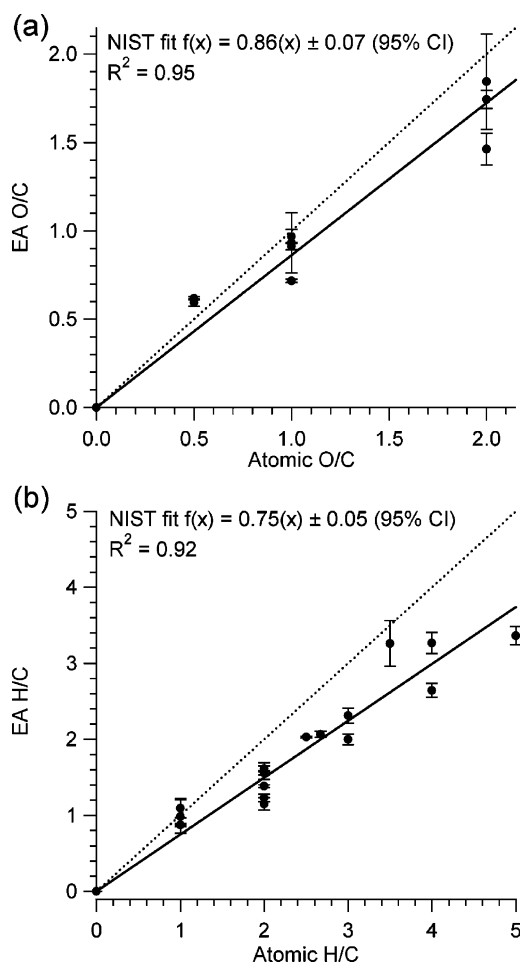 (a)
NIST fit f(x) = 0.86(x) ± 0.07 (95% CI)
R² = 0.95
2.0
1.5
1.0
0.5
0.0
EA O/C
0.0 0.5 1.0 1.5 2.0
Atomic O/C
(b)
NIST fit f(x) = 0.75(x) ± 0.05 (95% CI)
R² = 0.92
5
4
3
2
1
0
EA H/C
0 1 2 3 4 5
Atomic H/C